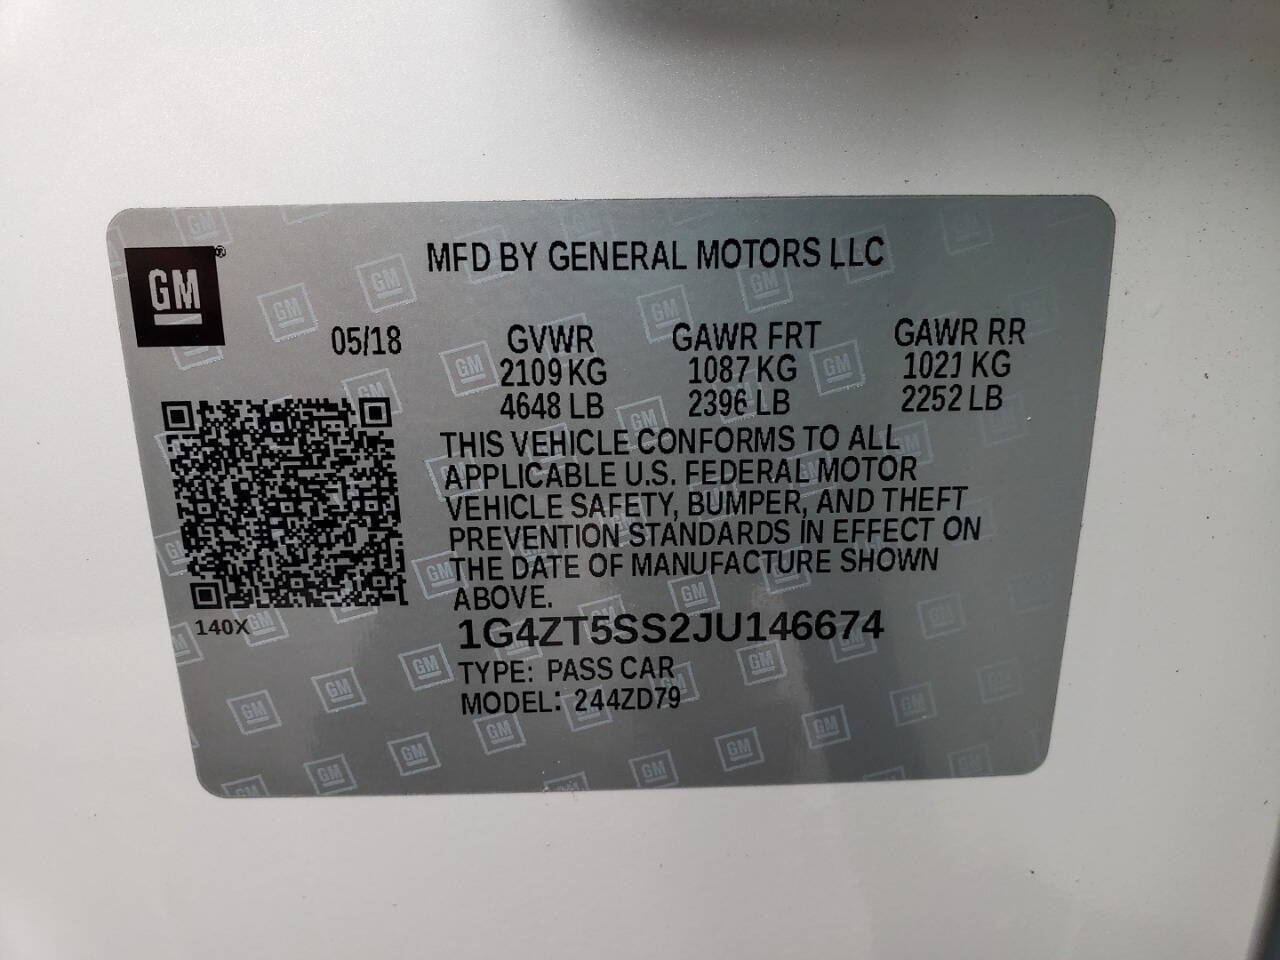 MFD BY GENERAL MOTORS LLC
GM®
05/18 GVWR GAWR FRT GAWR RR
2109 KG 1087 KG 1021 KG
4648 LB 2396 LB 2252 LB
THIS VEHICLE CONFORMS TO ALL
APPLICABLE U.S. FEDERAL MOTOR
VEHICLE SAFETY, BUMPER, AND THEFT
PREVENTION STANDARDS IN EFFECT ON
THE DATE OF MANUFACTURE SHOWN
ABOVE.
140X
1G4ZT5SS2JU146674
TYPE: PASS CAR
MODEL: 244ZD79